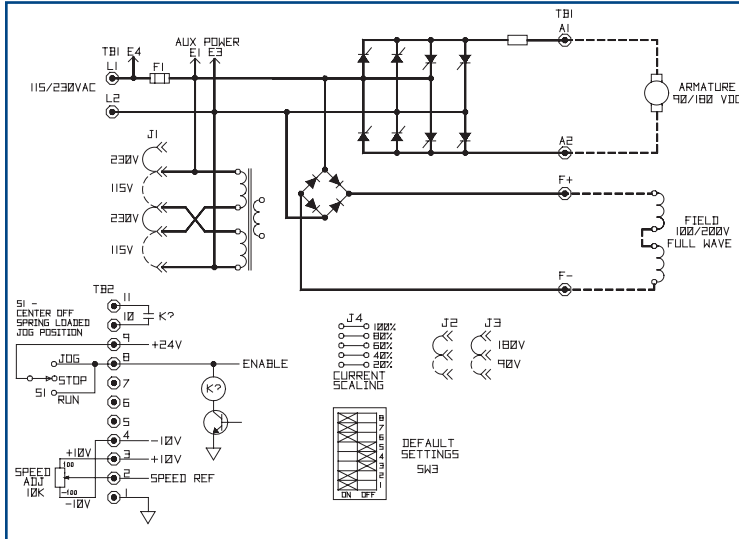 TB1 E4
L1
115/230VAC
L2
F1
AUX POWER
E1 E3
TB1
A1
ARMATURE
90/180 VDC
A2
F+
FIELD
100/200V
FULL WAVE
F-
J1
230V
115V
230V
115V
S1 -
CENTER OFF
SPRING LOADED
JOG POSITION
JOG
STOP
S1
RUN
TB2
11
10
K?
9
+24V
8
ENABLE
K?
7
6
5
4
-10V
3
+10V
2
SPEED REF
1
+10V
100
SPEED
ADJ
10K
-100
-10V
J4
100%
80%
60%
40%
20%
CURRENT
SCALING
J2 J3
180V
90V
8
7
6
5
4
3
2
1
ON OFF
DEFAULT
SETTINGS
SW3